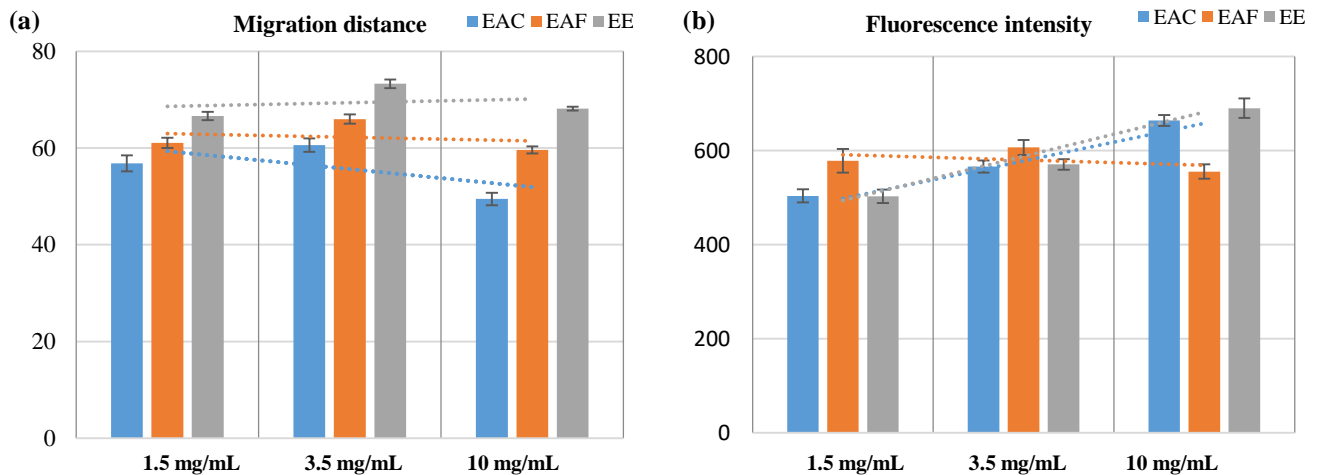 (a)
Migration distance
EAC EAF EE
80
60
40
20
0
1.5 mg/mL 3.5 mg/mL 10 mg/mL
(b)
Fluorescence intensity
EAC EAF EE
800
600
400
200
0
1.5 mg/mL 3.5 mg/mL 10 mg/mL